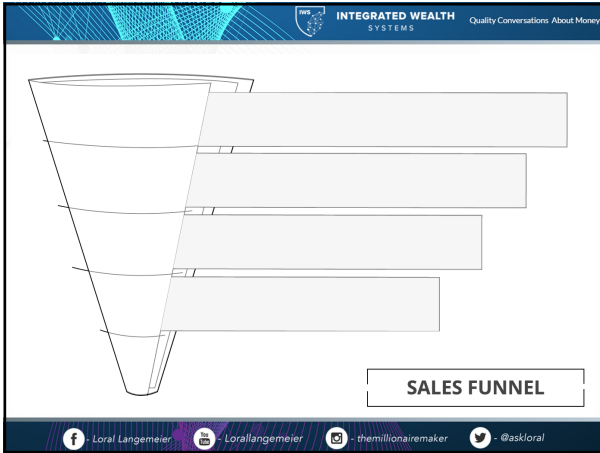 IWS
INTEGRATED WEALTH
SYSTEMS
Quality Conversations About Money
SALES FUNNEL
- Loral Langemeier
You
Tube
- Lorallangemeier
- themillionairemaker
- @askloral